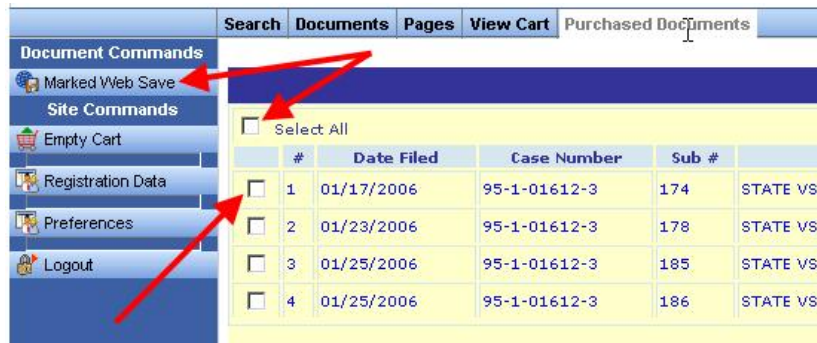 Search Documents Pages View Cart Purchased Documents
Document Commands
Marked Web Save
Site Commands
Empty Cart
Registration Data
Preferences
Logout
Select All
# Date Filed Case Number Sub #
1 01/17/2006 95-1-01612-3 174 STATE VS
2 01/23/2006 95-1-01612-3 178 STATE VS
3 01/25/2006 95-1-01612-3 185 STATE VS
4 01/25/2006 95-1-01612-3 186 STATE VS